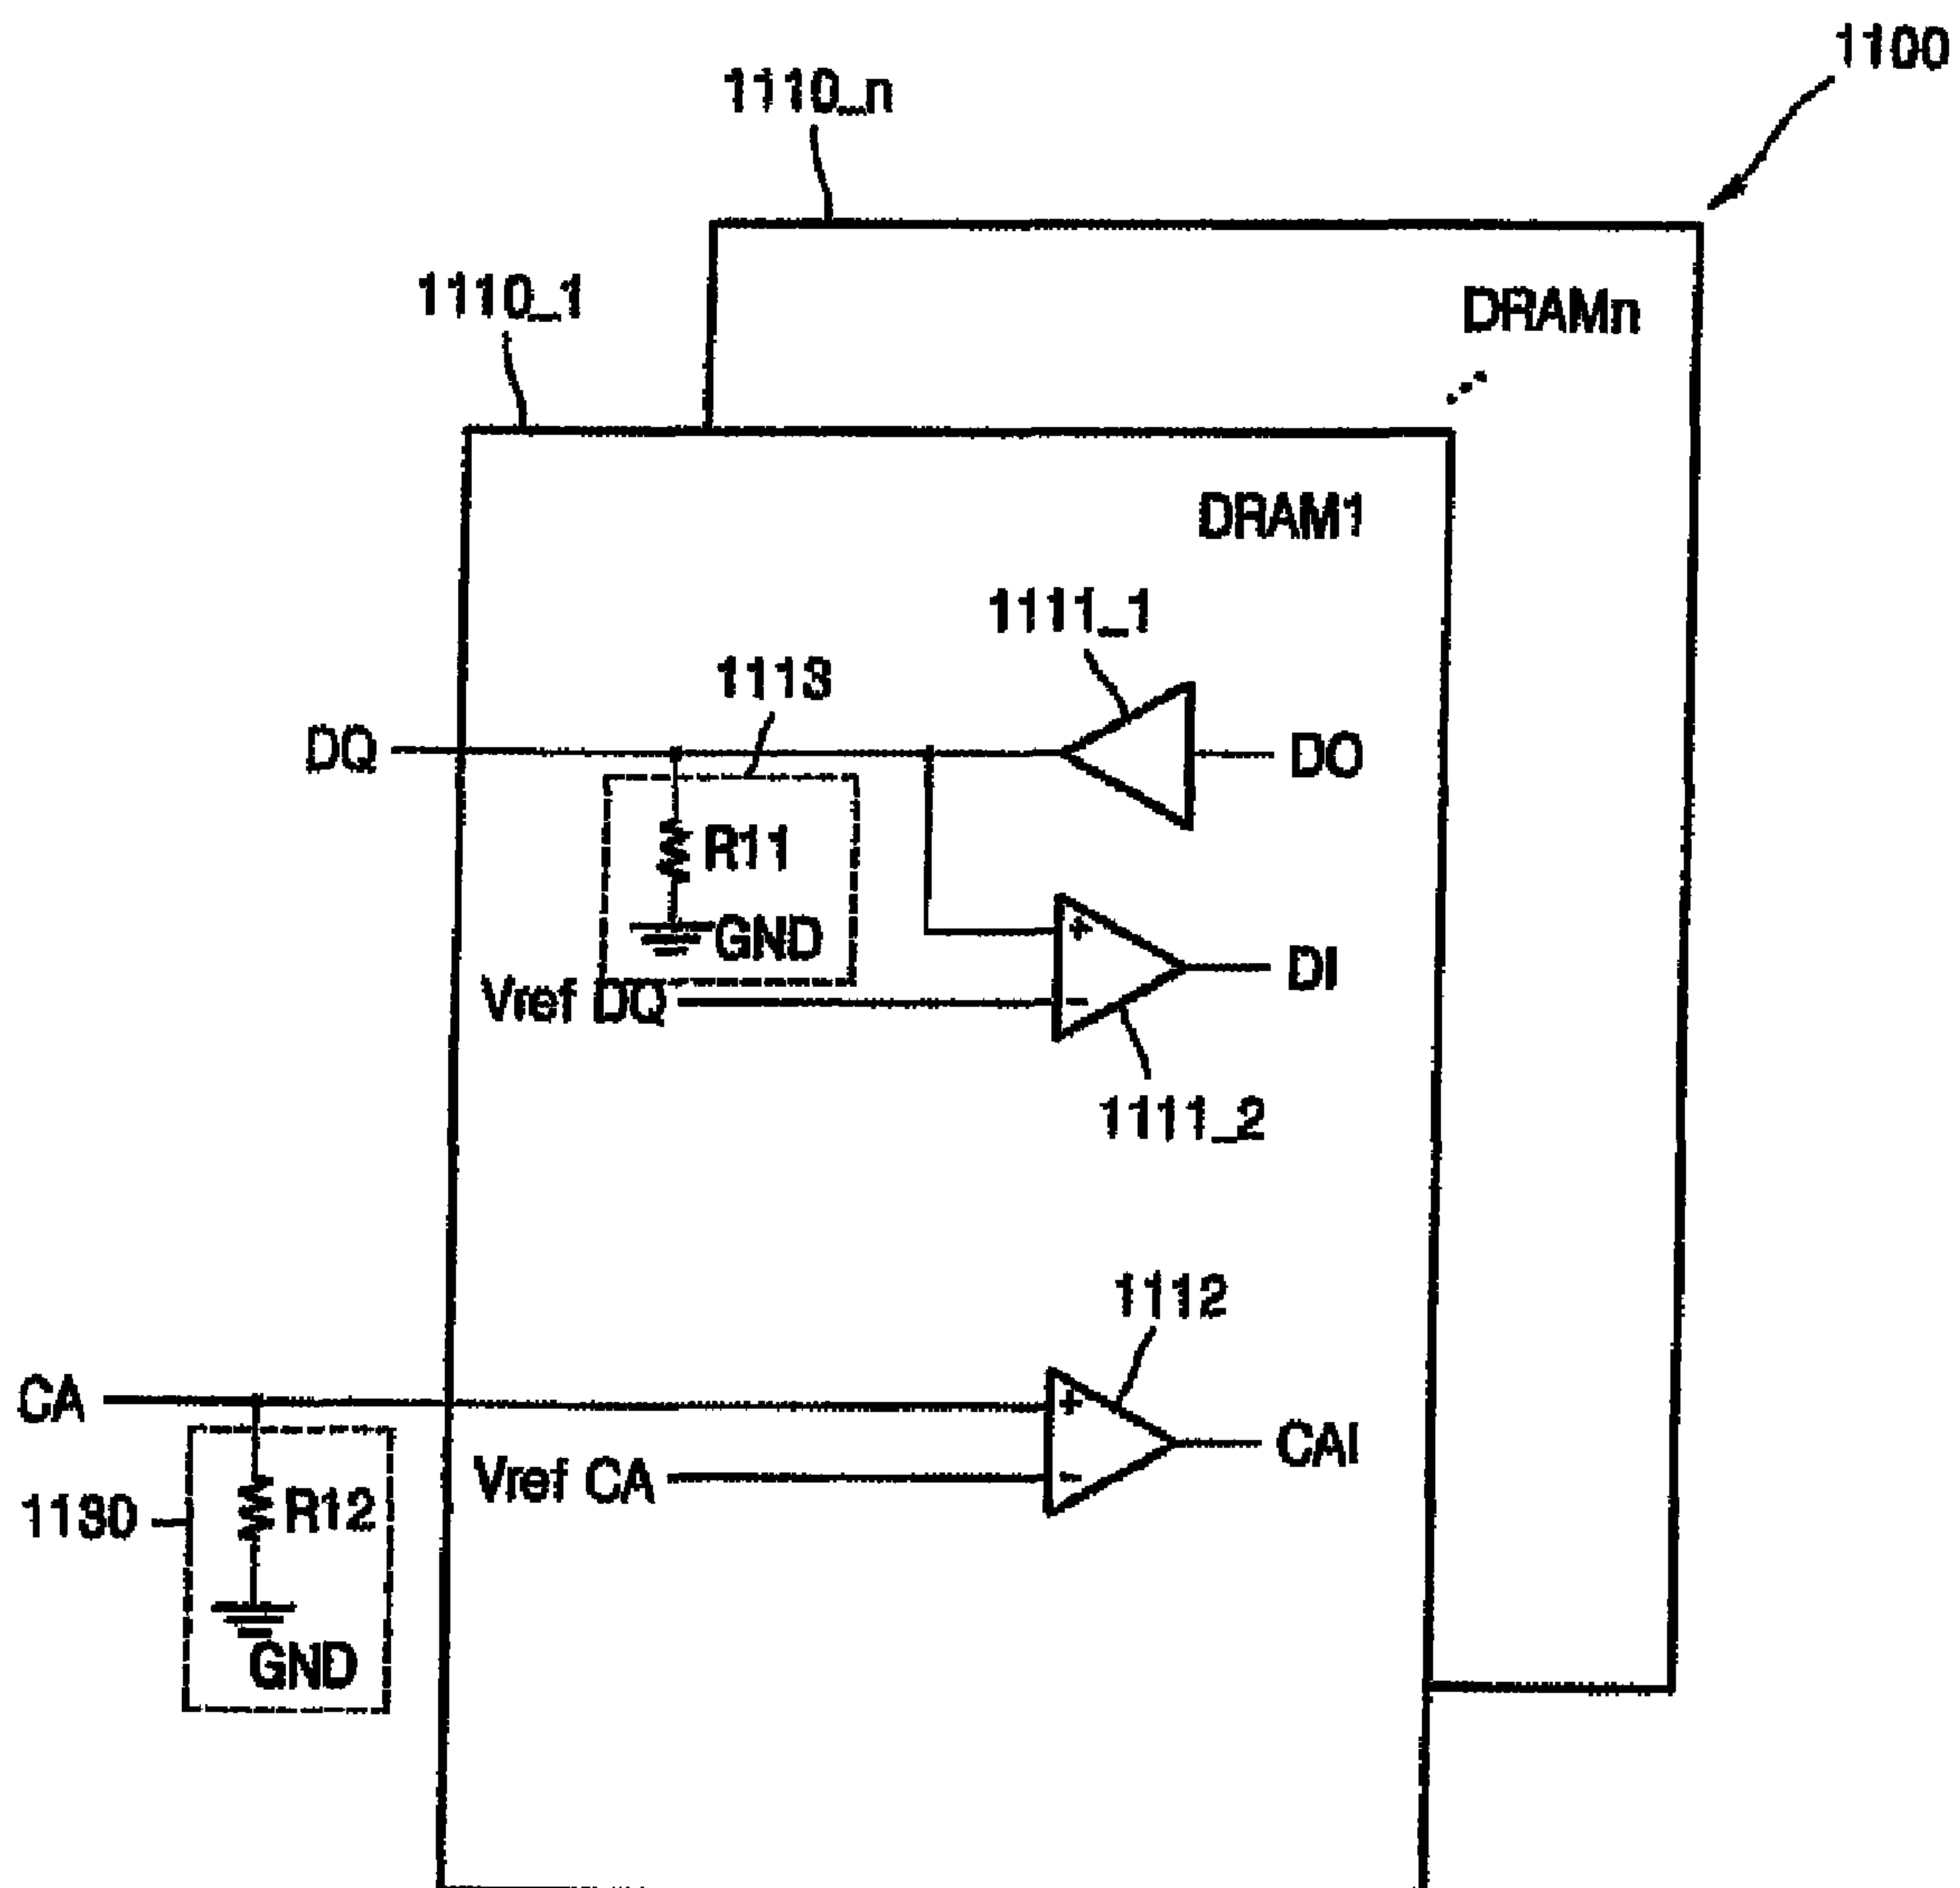 1100
1110_n
1110_1
DRAMn
DRAM1
1111_1
1113
DQ
DO
R11
GND
DI
Vref DQ
1111_2
1112
CA
CAI
Vref CA
1130
R12
GND